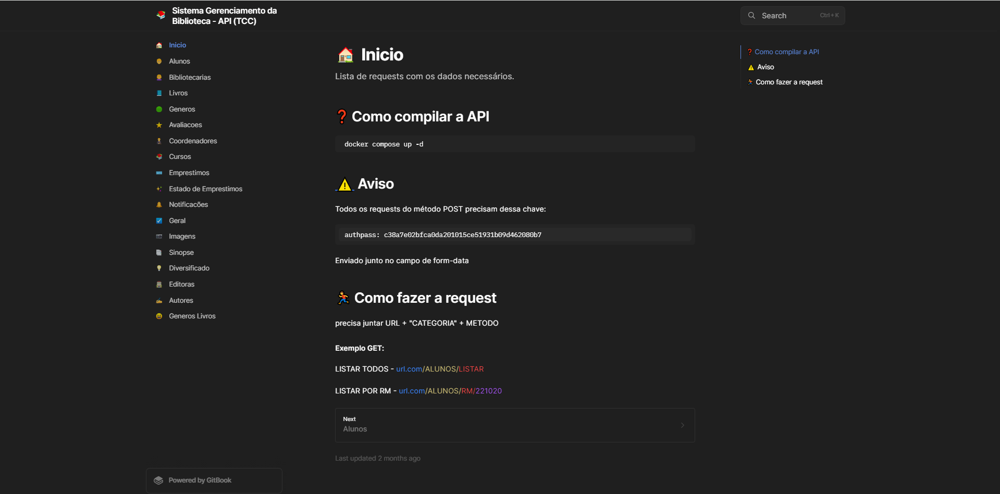 Sistema Gerenciamento da
Biblioteca - API (TCC)
Search
Ctrl + K
Inicio
Alunos
Bibliotecarias
Livros
Generos
Avaliacoes
Coordenadores
Cursos
Emprestimos
Estado de Emprestimos
Notificacões
Geral
Imagens
Sinopse
Diversificado
Editoras
Autores
Generos Livros
Powered by GitBook
Inicio
Lista de requests com os dados necessários.
Como compilar a API
docker compose up -d
Aviso
Todos os requests do método POST precisam dessa chave:
authpass: c38a7e02bfca0da201015ce51931b09d462080b7
Enviado junto no campo de form-data
Como fazer a request
precisa juntar URL + "CATEGORIA" + METODO
Exemplo GET:
LISTAR TODOS - url.com/ALUNOS/LISTAR
LISTAR POR RM - url.com/ALUNOS/RM/221020
Next
Alunos
Last updated 2 months ago
Como compilar a API
Aviso
Como fazer a request